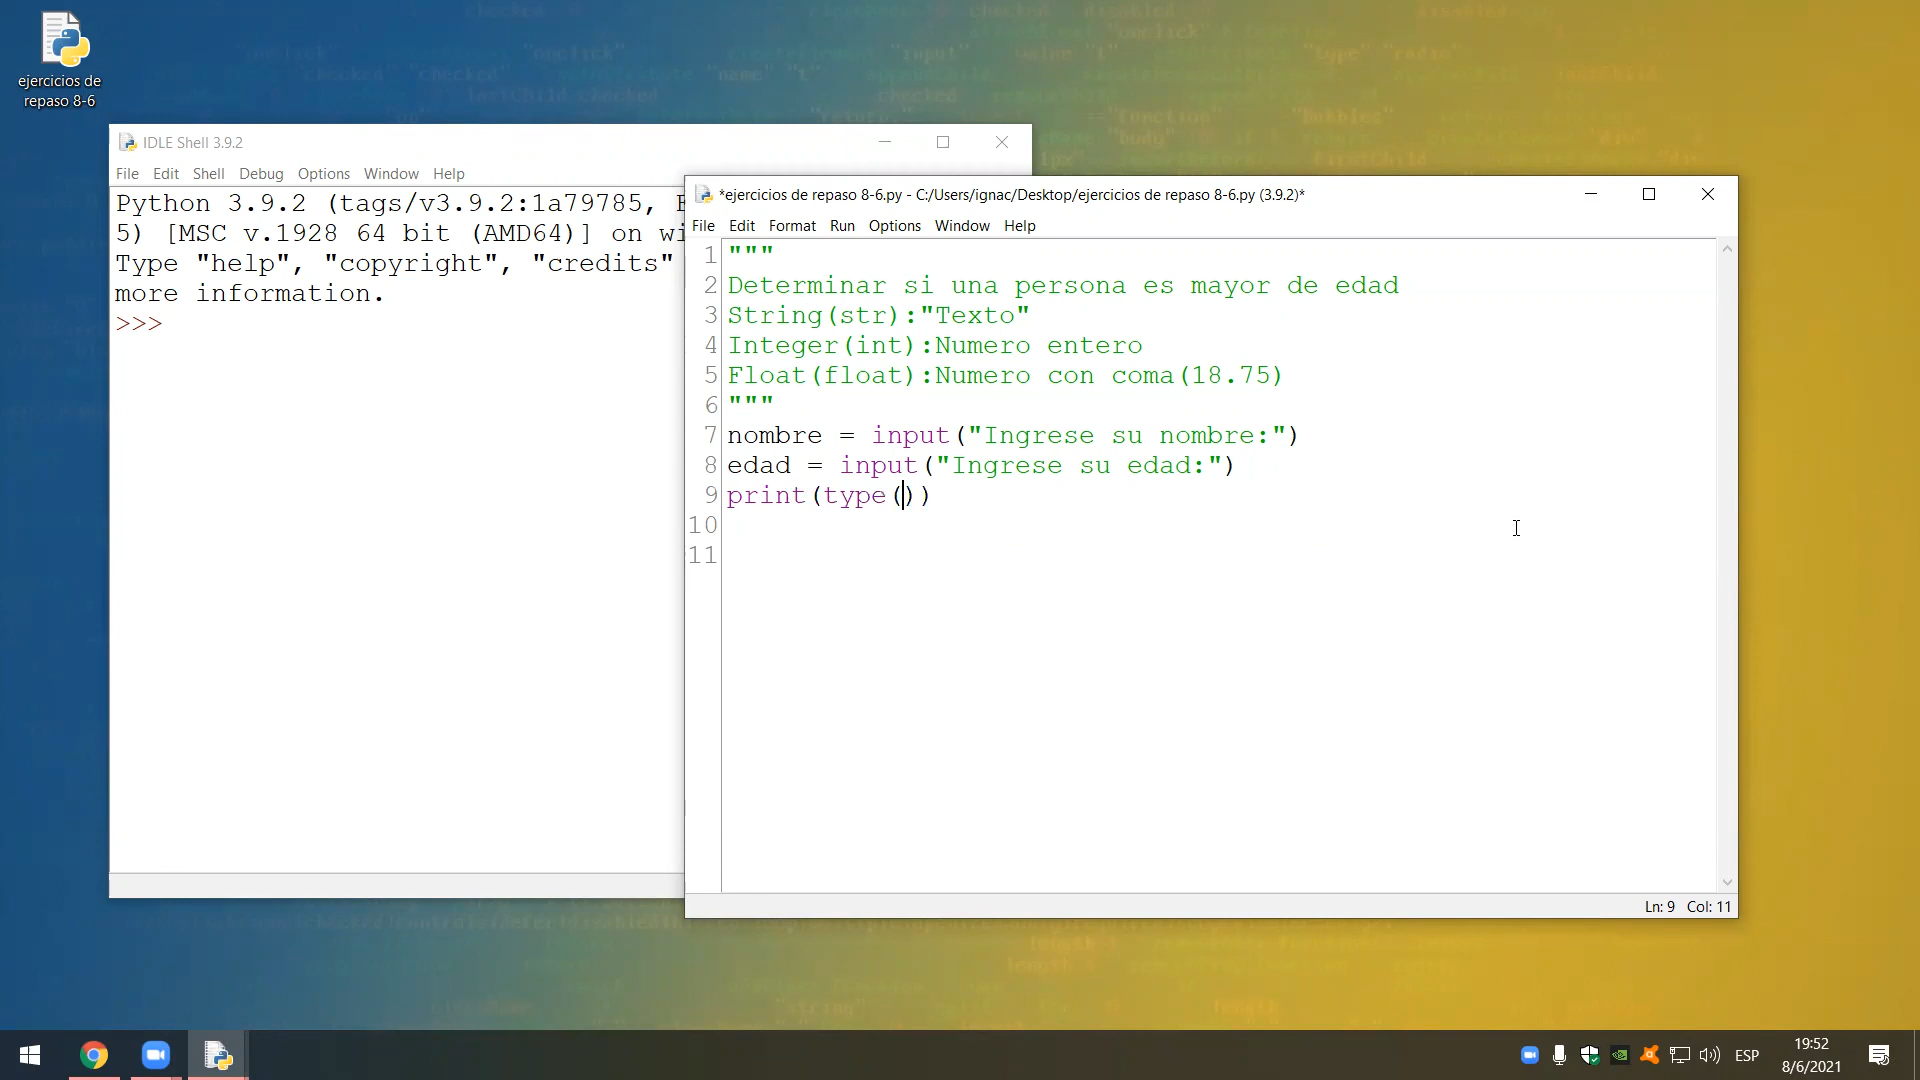 ejercicios de
repaso 8-6
IDLE Shell 3.9.2
File Edit Shell Debug Options Window Help
Python 3.9.2 (tags/v3.9.2:1a79785,
5) [MSC v.1928 64 bit (AMD64)] on
Type "help", "copyright", "credits"
more information.
>>>
*ejercicios de repaso 8-6.py - C:/Users/ignac/Desktop/ejercicios de repaso 8-6.py (3.9.2)*
File Edit Format Run Options Window Help
1 """
2 Determinar si una persona es mayor de edad
3 String(str):"Texto"
4 Integer(int):Numero entero
5 Float(float):Numero con coma(18.75)
6 """
7 nombre = input("Ingrese su nombre:")
8 edad = input("Ingrese su edad:")
9 print(type())
10
11
Ln: 9 Col: 11
ESP
19:52
8/6/2021